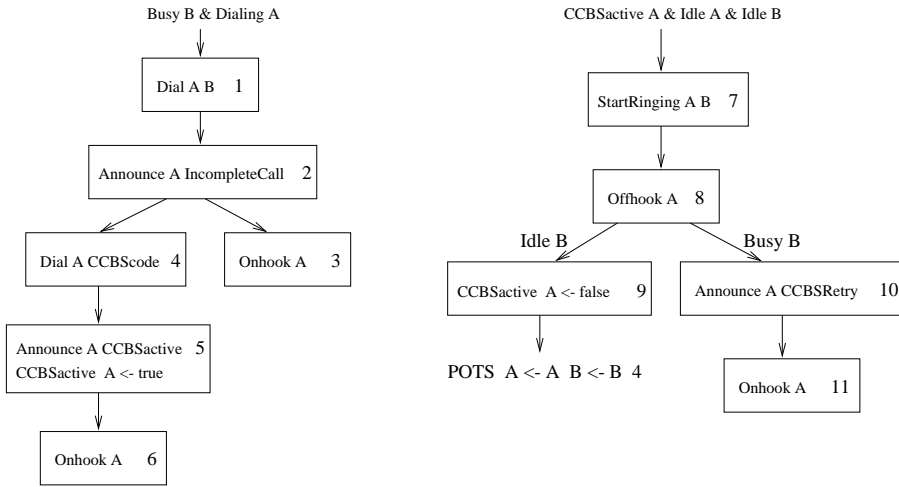 Busy B & Dialing A
Dial A B 1
Announce A IncompleteCall 2
Dial A CCBScode 4
Onhook A 3
Announce A CCBSactive 5
CCBSactive A <- true
Onhook A 6
CCBSactive A & Idle A & Idle B
StartRinging A B 7
Offhook A 8
Idle B
Busy B
CCBSactive A <- false 9
Announce A CCBSRetry 10
POTS A <- A B <- B 4
Onhook A 11